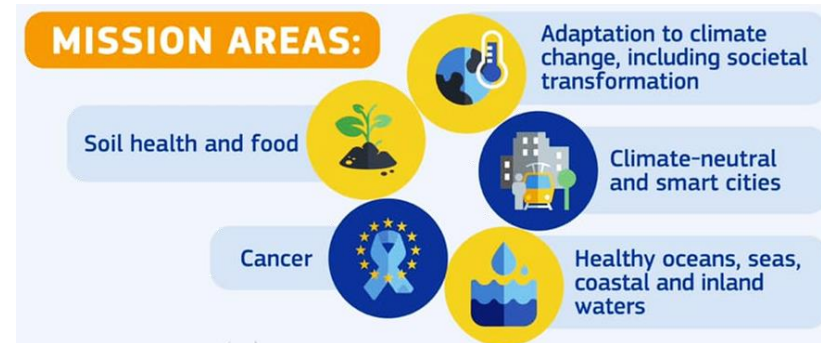 MISSION AREAS:
Adaptation to climate
change, including societal
transformation
Soil health and food
Climate-neutral
and smart cities
Cancer
Healthy oceans, seas,
coastal and inland
waters